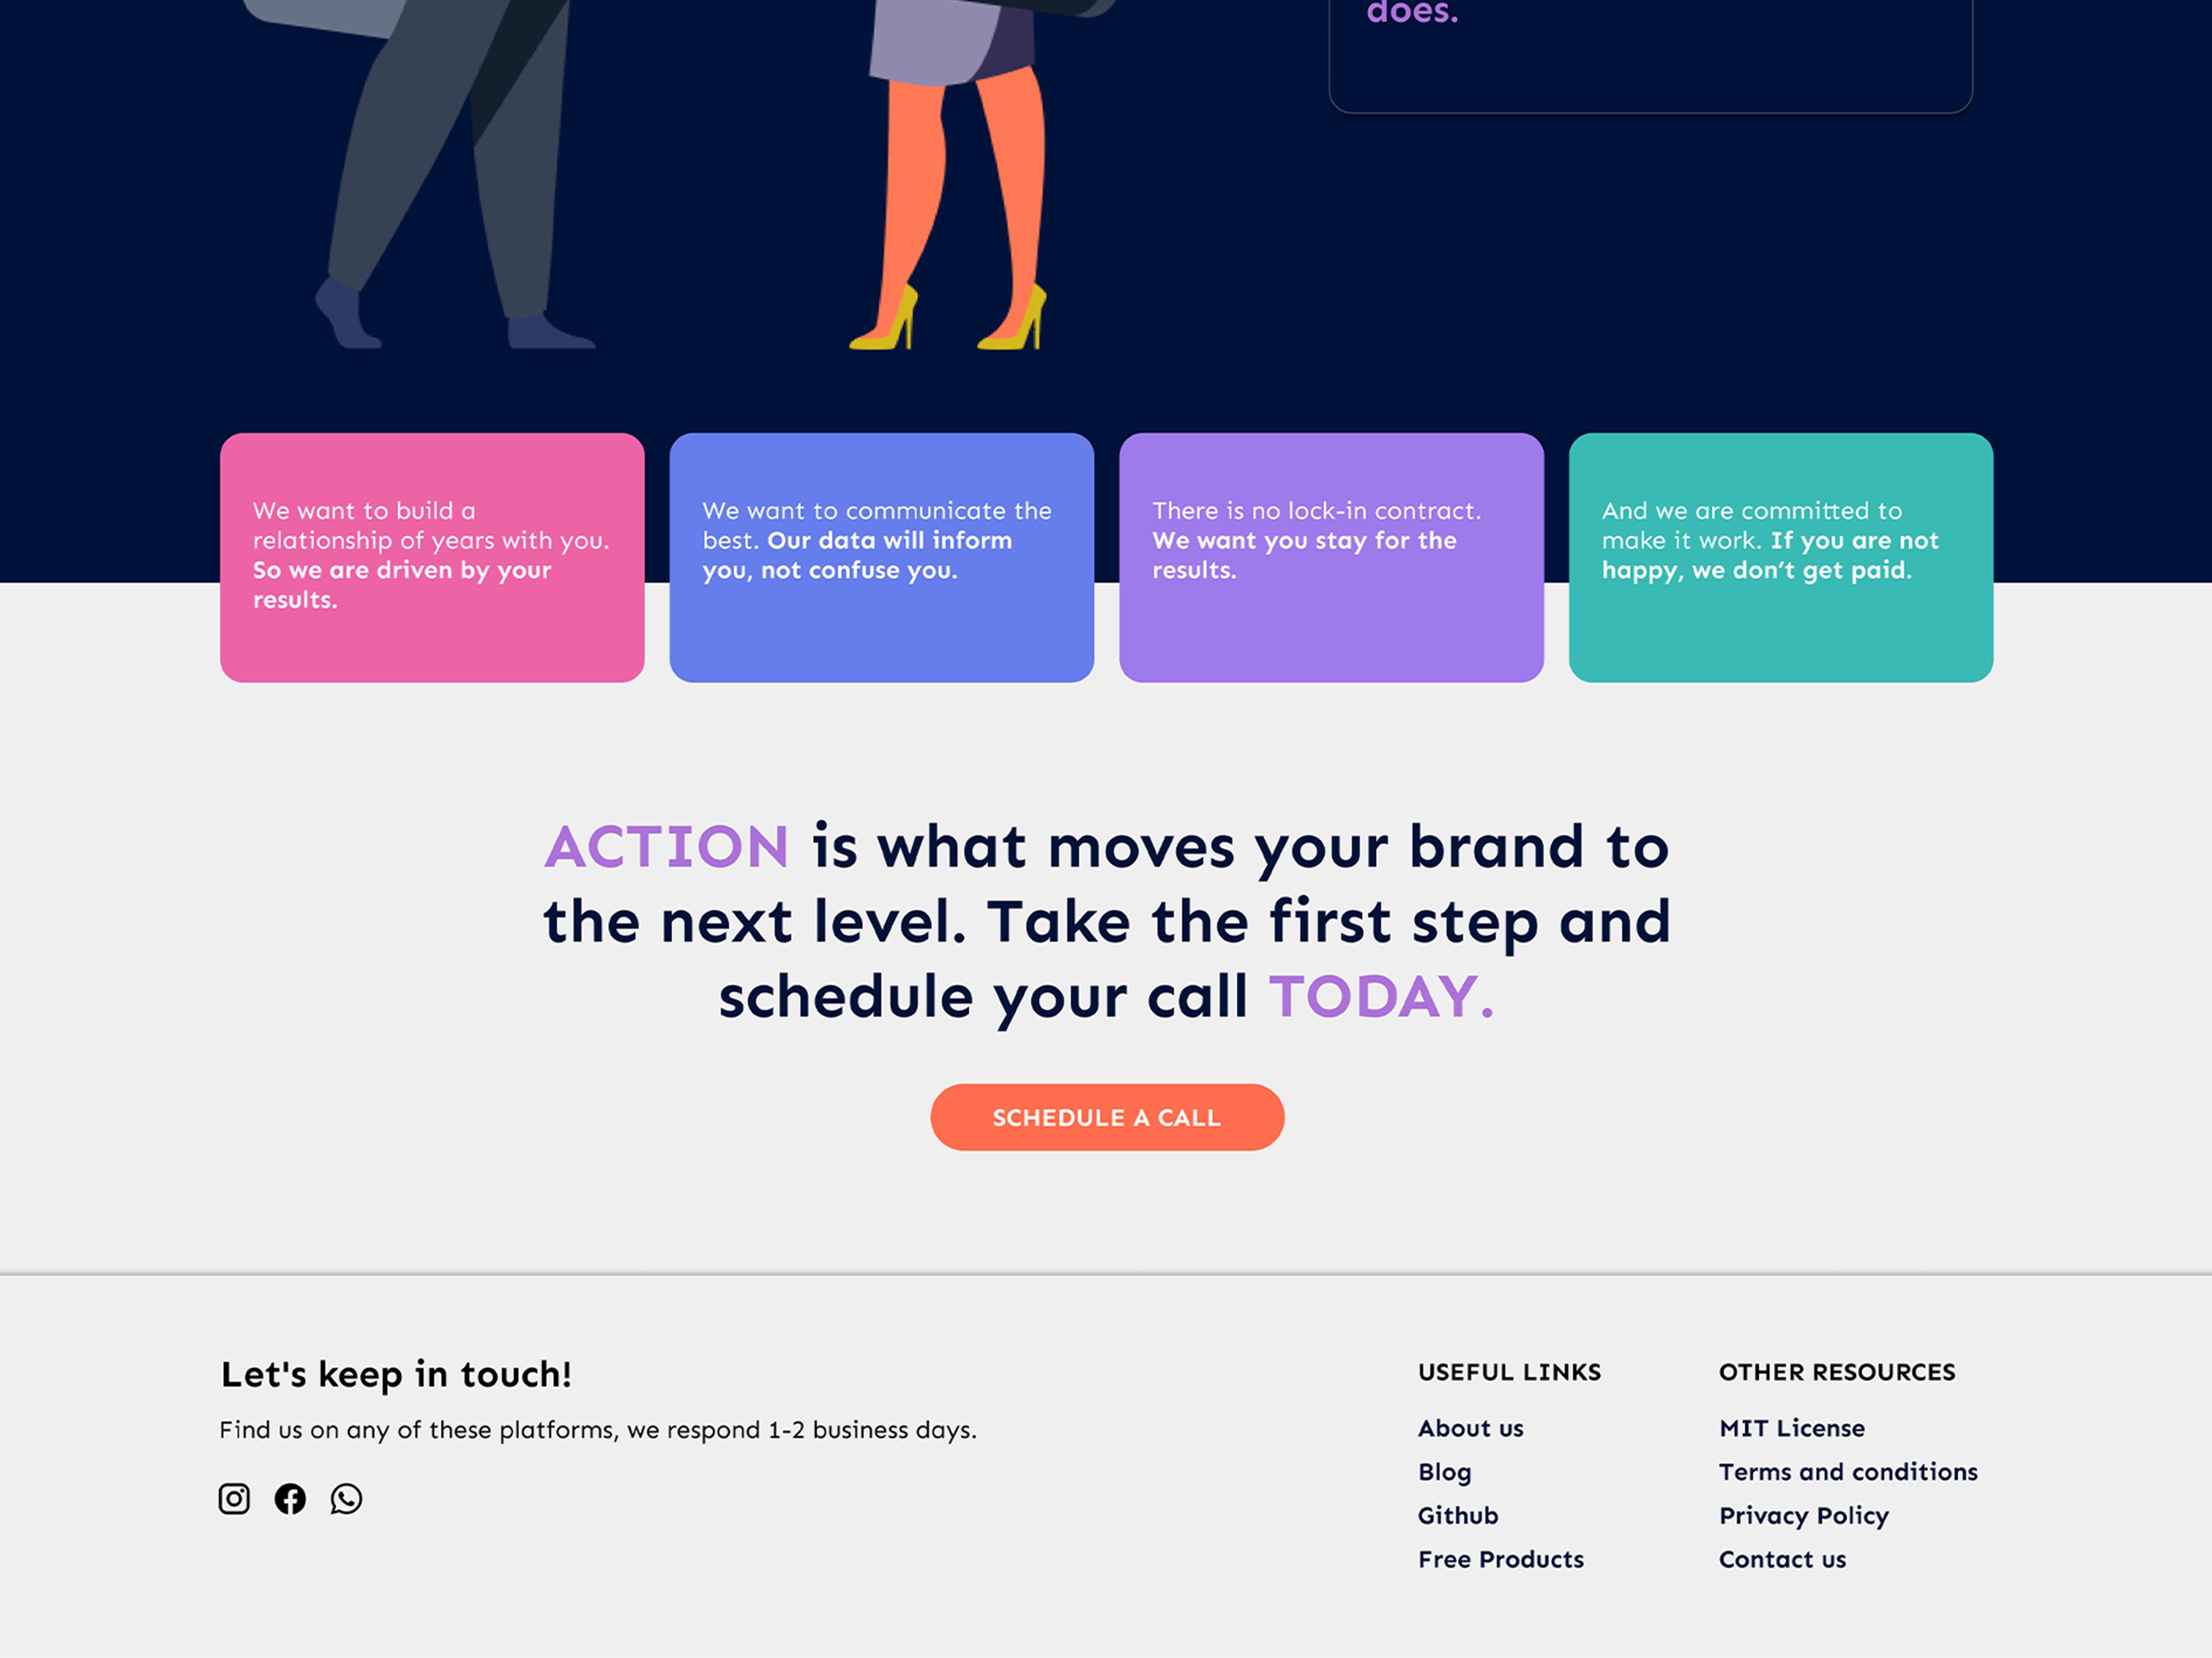 does.
We want to build a
relationship of years with you.
So we are driven by your
results.
We want to communicate the
best. Our data will inform
you, not confuse you.
There is no lock-in contract.
We want you stay for the
results.
And we are committed to
make it work. If you are not
happy, we don’t get paid.
ACTION is what moves your brand to
the next level. Take the first step and
schedule your call TODAY.
SCHEDULE A CALL
Let's keep in touch!
Find us on any of these platforms, we respond 1-2 business days.
USEFUL LINKS
About us
Blog
Github
Free Products
OTHER RESOURCES
MIT License
Terms and conditions
Privacy Policy
Contact us